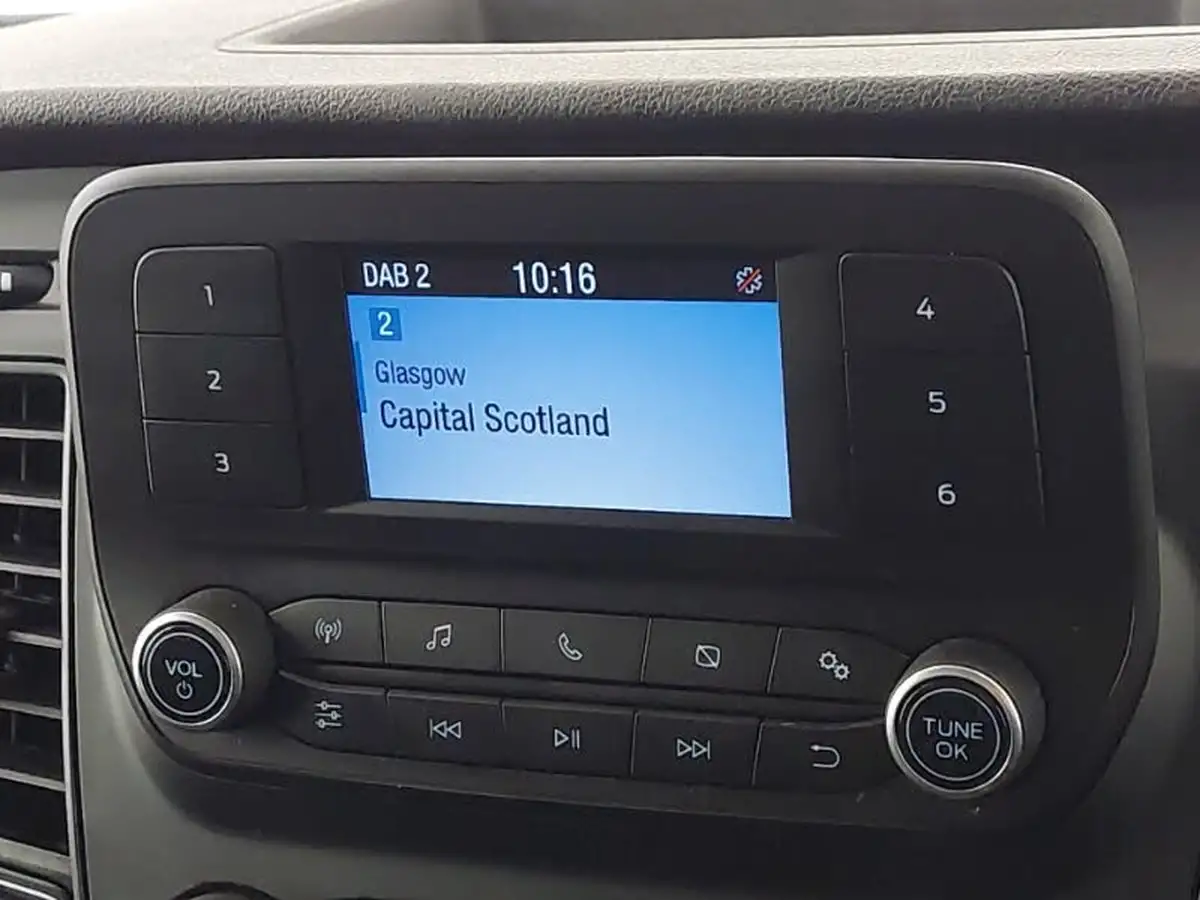 DAB 2 10:16
2
Glasgow
Capital Scotland
1
2
3
4
5
6
VOL
TUNE
OK